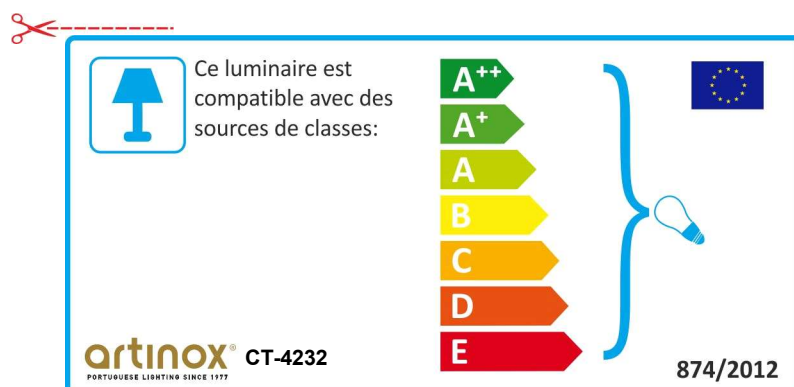 Ce luminaire est
compatible avec des
sources de classes:
A++
A+
A
B
C
D
E
artinox® CT-4232
PORTUGUESE LIGHTING SINCE 1977
874/2012